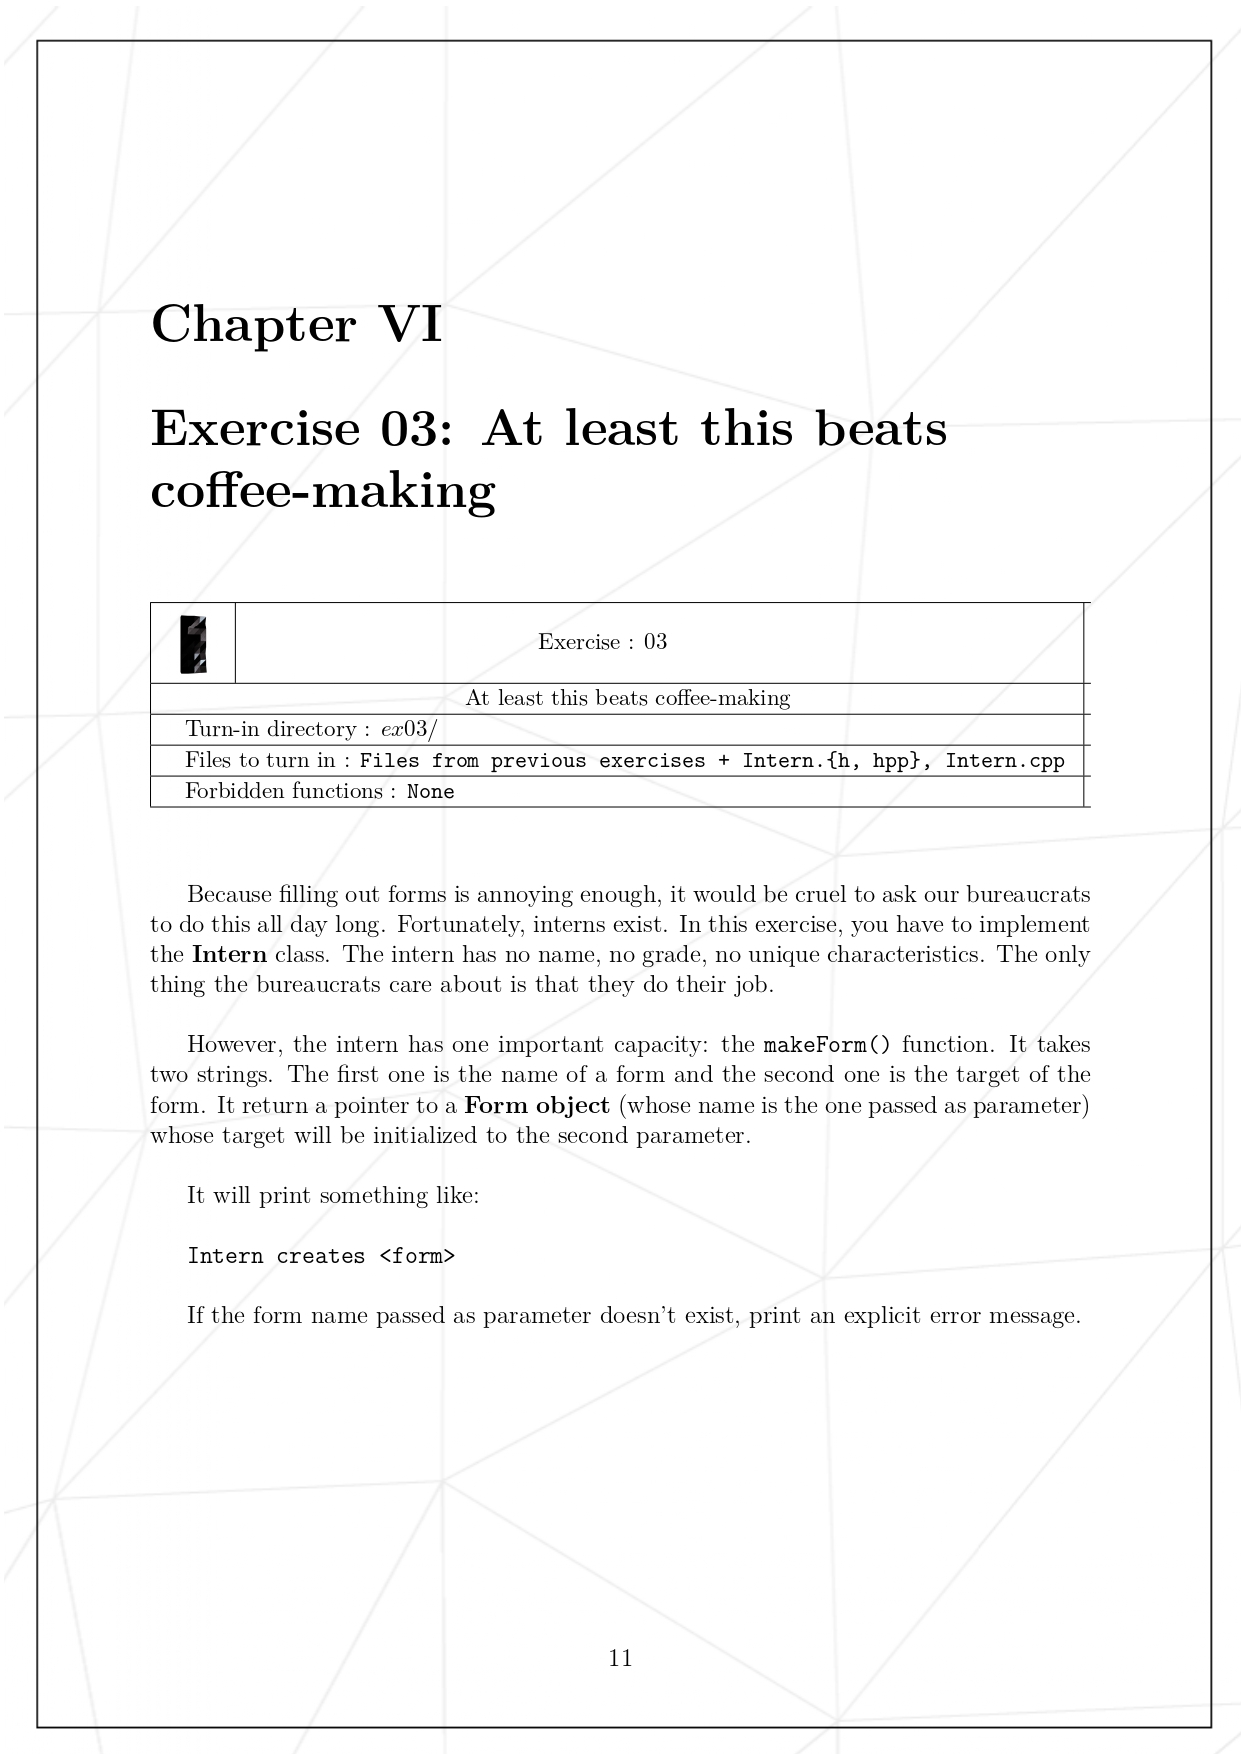 Chapter VI
Exercise 03: At least this beats
coffee-making
Exercise : 03
At least this beats coffee-making
Turn-in directory : ex03/
Files to turn in : Files from previous exercises + Intern.{h, hpp}, Intern.cpp
Forbidden functions : None
Because filling out forms is annoying enough, it would be cruel to ask our bureaucrats
to do this all day long. Fortunately, interns exist. In this exercise, you have to implement
the Intern class. The intern has no name, no grade, no unique characteristics. The only
thing the bureaucrats care about is that they do their job.
However, the intern has one important capacity: the makeForm() function. It takes
two strings. The first one is the name of a form and the second one is the target of the
form. It return a pointer to a Form object (whose name is the one passed as parameter)
whose target will be initialized to the second parameter.
It will print something like:
Intern creates <form>
If the form name passed as parameter doesn't exist, print an explicit error message.
11